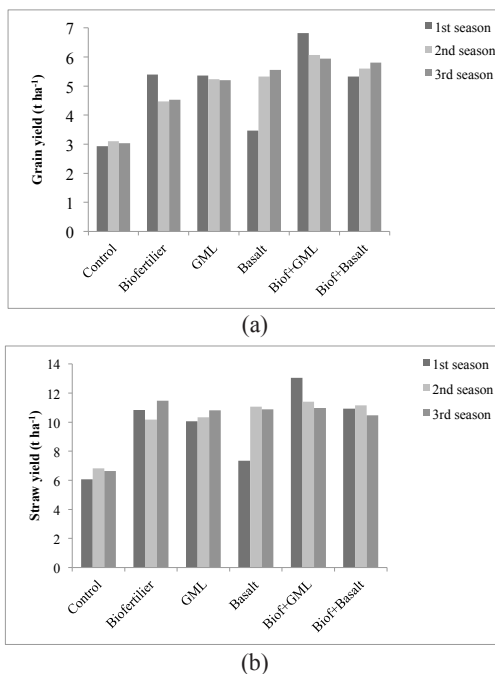 7
6
5
4
3
2
1
0
Grain yield (t ha-1)
Control
Biofertilier
GML
Basalt
Biof+GML
Biof+Basalt
1st season
2nd season
3rd season
(a)
14
12
10
8
6
4
2
0
Straw yield (t ha-1)
Control
Biofertilier
GML
Basalt
Biof+GML
Biof+Basalt
1st season
2nd season
3rd season
(b)